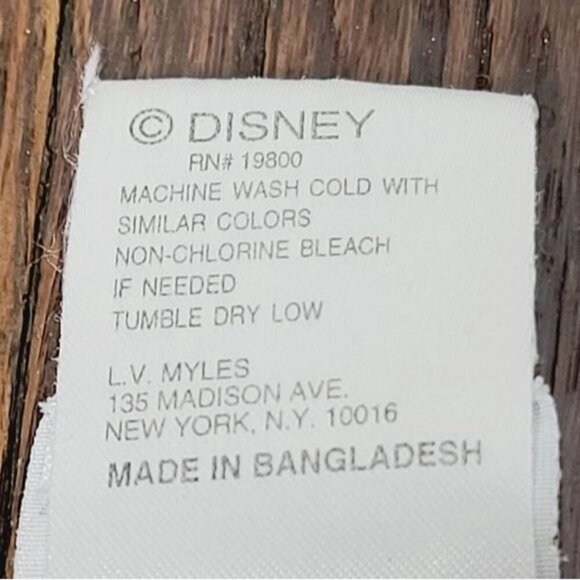 © DISNEY
RN# 19800
MACHINE WASH COLD WITH
SIMILAR COLORS
NON-CHLORINE BLEACH
IF NEEDED
TUMBLE DRY LOW
L.V. MYLES
135 MADISON AVE.
NEW YORK, N.Y. 10016
MADE IN BANGLADESH